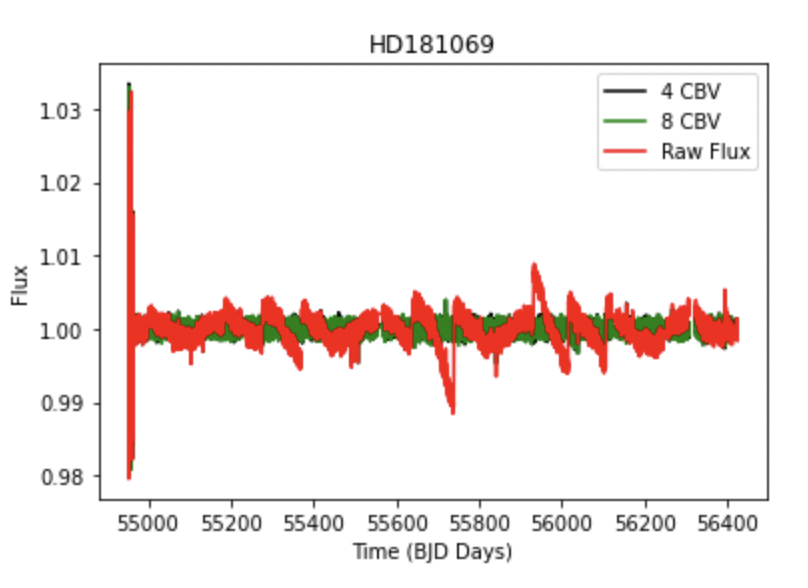 HD181069
4 CBV
8 CBV
Raw Flux
1.03
1.02
1.01
1.00
0.99
0.98
Flux
55000 55200 55400 55600 55800 56000 56200 56400
Time (BJD Days)